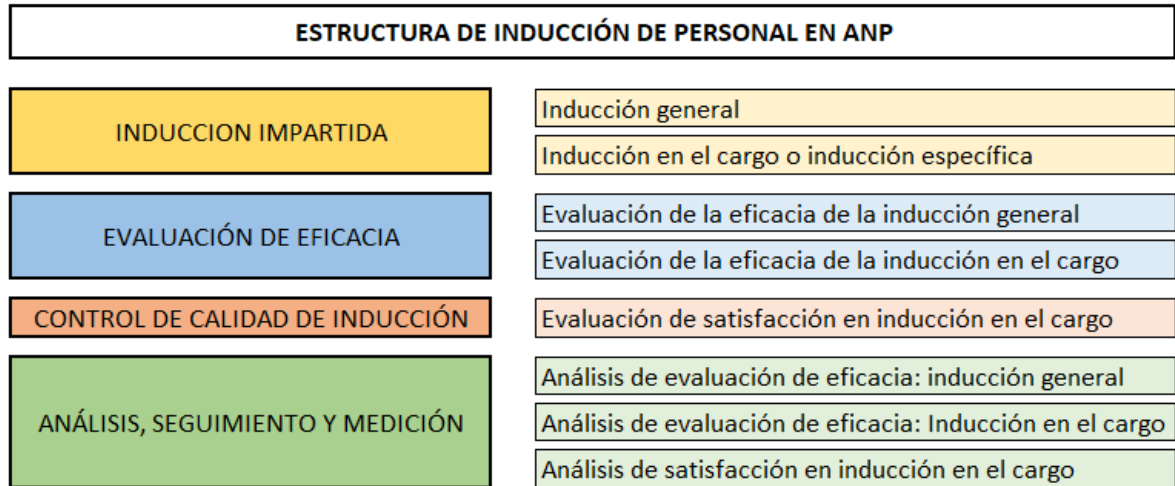 ESTRUCTURA DE INDUCCIÓN DE PERSONAL EN ANP
INDUCCION IMPARTIDA
Inducción general
Inducción en el cargo o inducción específica
EVALUACIÓN DE EFICACIA
Evaluación de la eficacia de la inducción general
Evaluación de la eficacia de la inducción en el cargo
CONTROL DE CALIDAD DE INDUCCIÓN
Evaluación de satisfacción en inducción en el cargo
ANÁLISIS, SEGUIMIENTO Y MEDICIÓN
Análisis de evaluación de eficacia: inducción general
Análisis de evaluación de eficacia: Inducción en el cargo
Análisis de satisfacción en inducción en el cargo